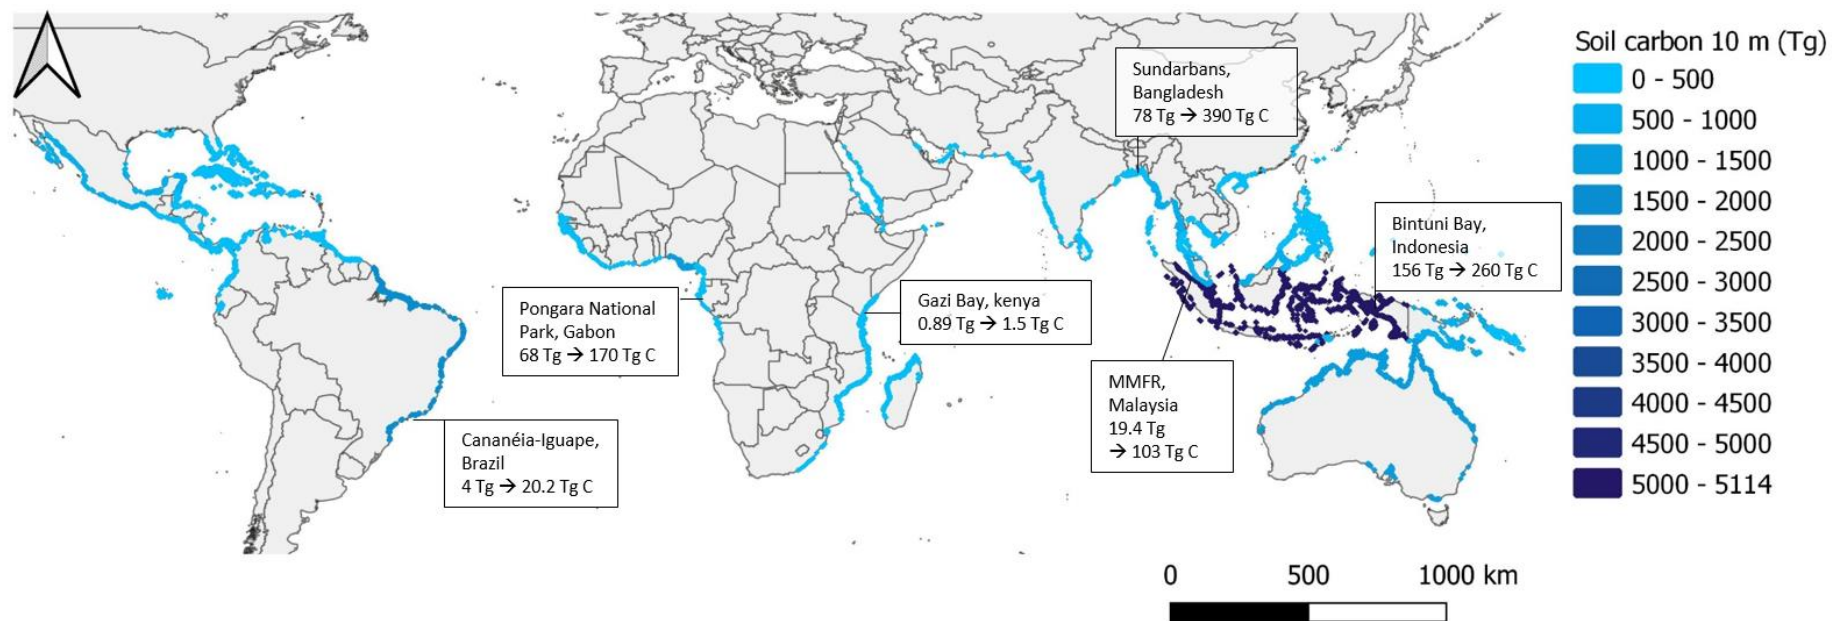 Soil carbon 10 m (Tg)
0 - 500
500 - 1000
1000 - 1500
1500 - 2000
2000 - 2500
2500 - 3000
3000 - 3500
3500 - 4000
4000 - 4500
4500 - 5000
5000 - 5114
Sundarbans,
Bangladesh
78 Tg → 390 Tg C
Bintuni Bay,
Indonesia
156 Tg → 260 Tg C
Pongara National
Park, Gabon
68 Tg → 170 Tg C
Gazi Bay, kenya
0.89 Tg → 1.5 Tg C
MMFR,
Malaysia
19.4 Tg
→ 103 Tg C
Cananéia-Iguape,
Brazil
4 Tg → 20.2 Tg C
0 500 1000 km